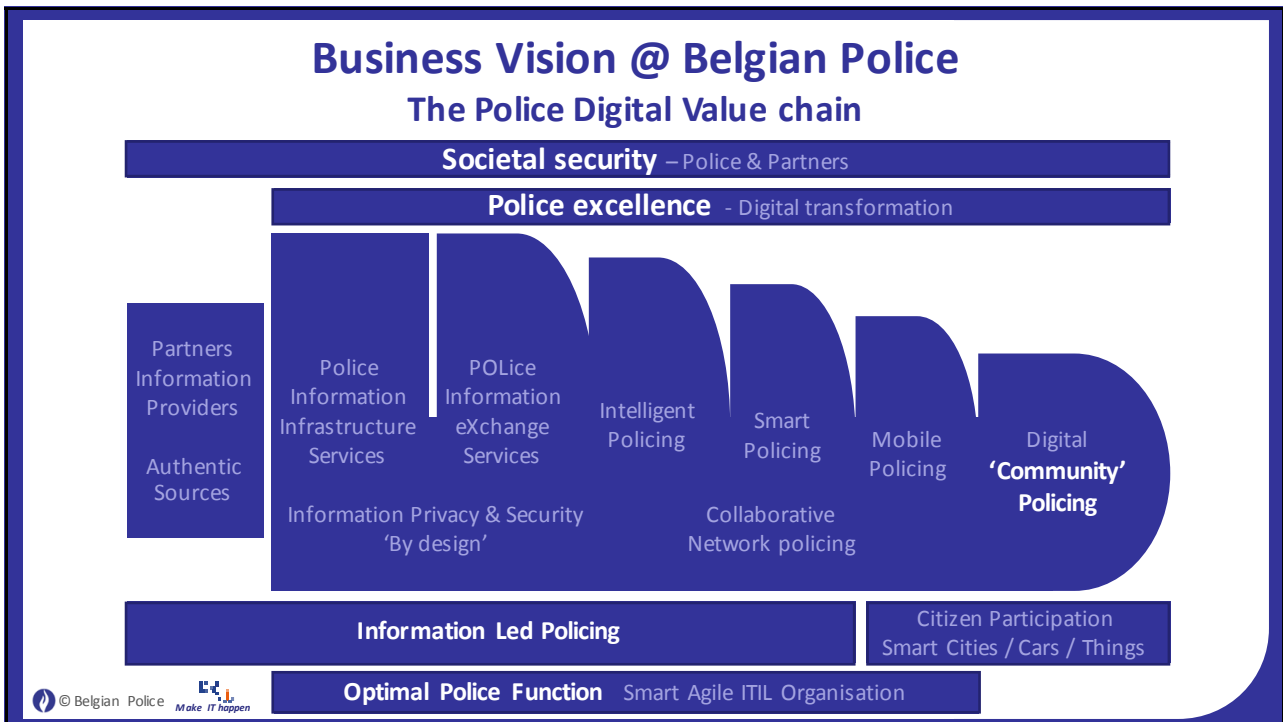 Business Vision @ Belgian Police
The Police Digital Value chain
Societal security – Police & Partners
Police excellence - Digital transformation
Partners
Information
Providers
Authentic
Sources
Police
Information
Infrastructure
Services
POLice
Information
eXchange
Services
Intelligent
Policing
Smart
Policing
Mobile
Policing
Digital
‘Community’
Policing
Information Privacy & Security
‘By design’
Collaborative
Network policing
Information Led Policing
Citizen Participation
Smart Cities / Cars / Things
Optimal Police Function Smart Agile ITIL Organisation
© Belgian Police
Make IT happen